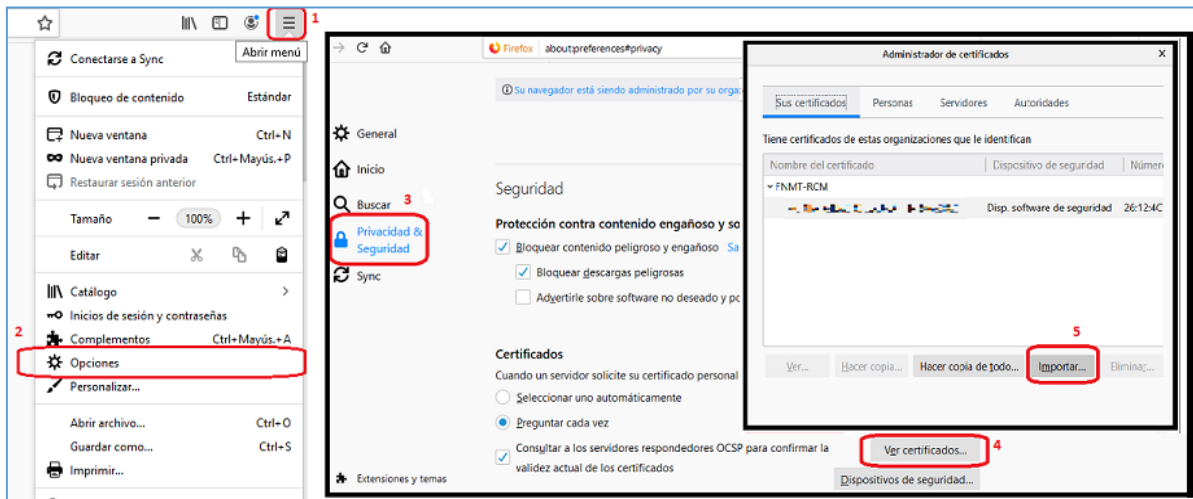 1
Abrir menú
Conectarse a Sync
Bloqueo de contenido Estándar
Nueva ventana Ctrl+N
Nueva ventana privada Ctrl+Mayús.+P
Restaurar sesión anterior
Tamaño 100%
Editar
Catálogo
Inicios de sesión y contraseñas
2
Complementos Ctrl+Mayús.+A
Opciones
Personalizar...
Abrir archivo... Ctrl+O
Guardar como... Ctrl+S
Imprimir...
Firefox about:preferences#privacy
Su navegador está siendo administrado por su orga
General
Inicio
Buscar
3
Privacidad &
Seguridad
Sync
Extensiones y temas
Seguridad
Protección contra contenido engañoso y so
Bloquear contenido peligroso y engañoso Sa
Bloquear descargas peligrosas
Advertirle sobre software no deseado y po
Certificados
Cuando un servidor solicite su certificado personal
Seleccionar uno automáticamente
Preguntar cada vez
Consultar a los servidores respondedores OCSP para confirmar la
validez actual de los certificados
Ver certificados...
4
Dispositivos de seguridad...
Administrador de certificados X
Sus certificados Personas Servidores Autoridades
Tiene certificados de estas organizaciones que le identifican
Nombre del certificado Dispositivo de seguridad Número
FNMT-RCM
Disp. software de seguridad 26:12:4C
5
Ver... Hacer copia... Hacer copia de todo... Importar... Eliminar...